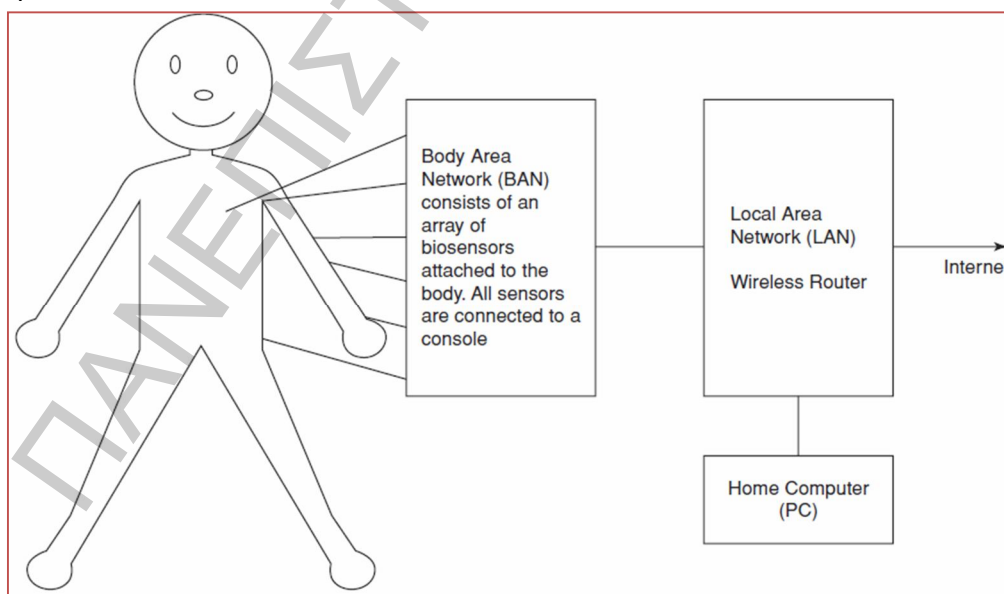 ΠΑΝΕΠΙΣΤ
Body Area
Network (BAN)
consists of an
array of
biosensors
attached to the
body. All sensors
are connected to a
console
Local Area
Network (LAN)
Wireless Router
Interne
Home Computer
(PC)